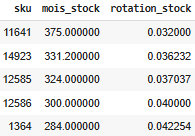 sku mois_stock rotation_stock
11641 375.000000 0.032000
14923 331.200000 0.036232
12585 324.000000 0.037037
12586 300.000000 0.040000
1364 284.000000 0.042254